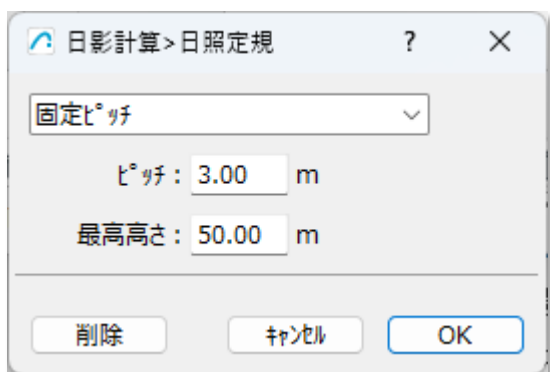 日影計算>日照定規 ? ×
固定ﾋﾟｯﾁ
ﾋﾟｯﾁ : 3.00 m
最高高さ : 50.00 m
削除 ｷｬﾝｾﾙ OK